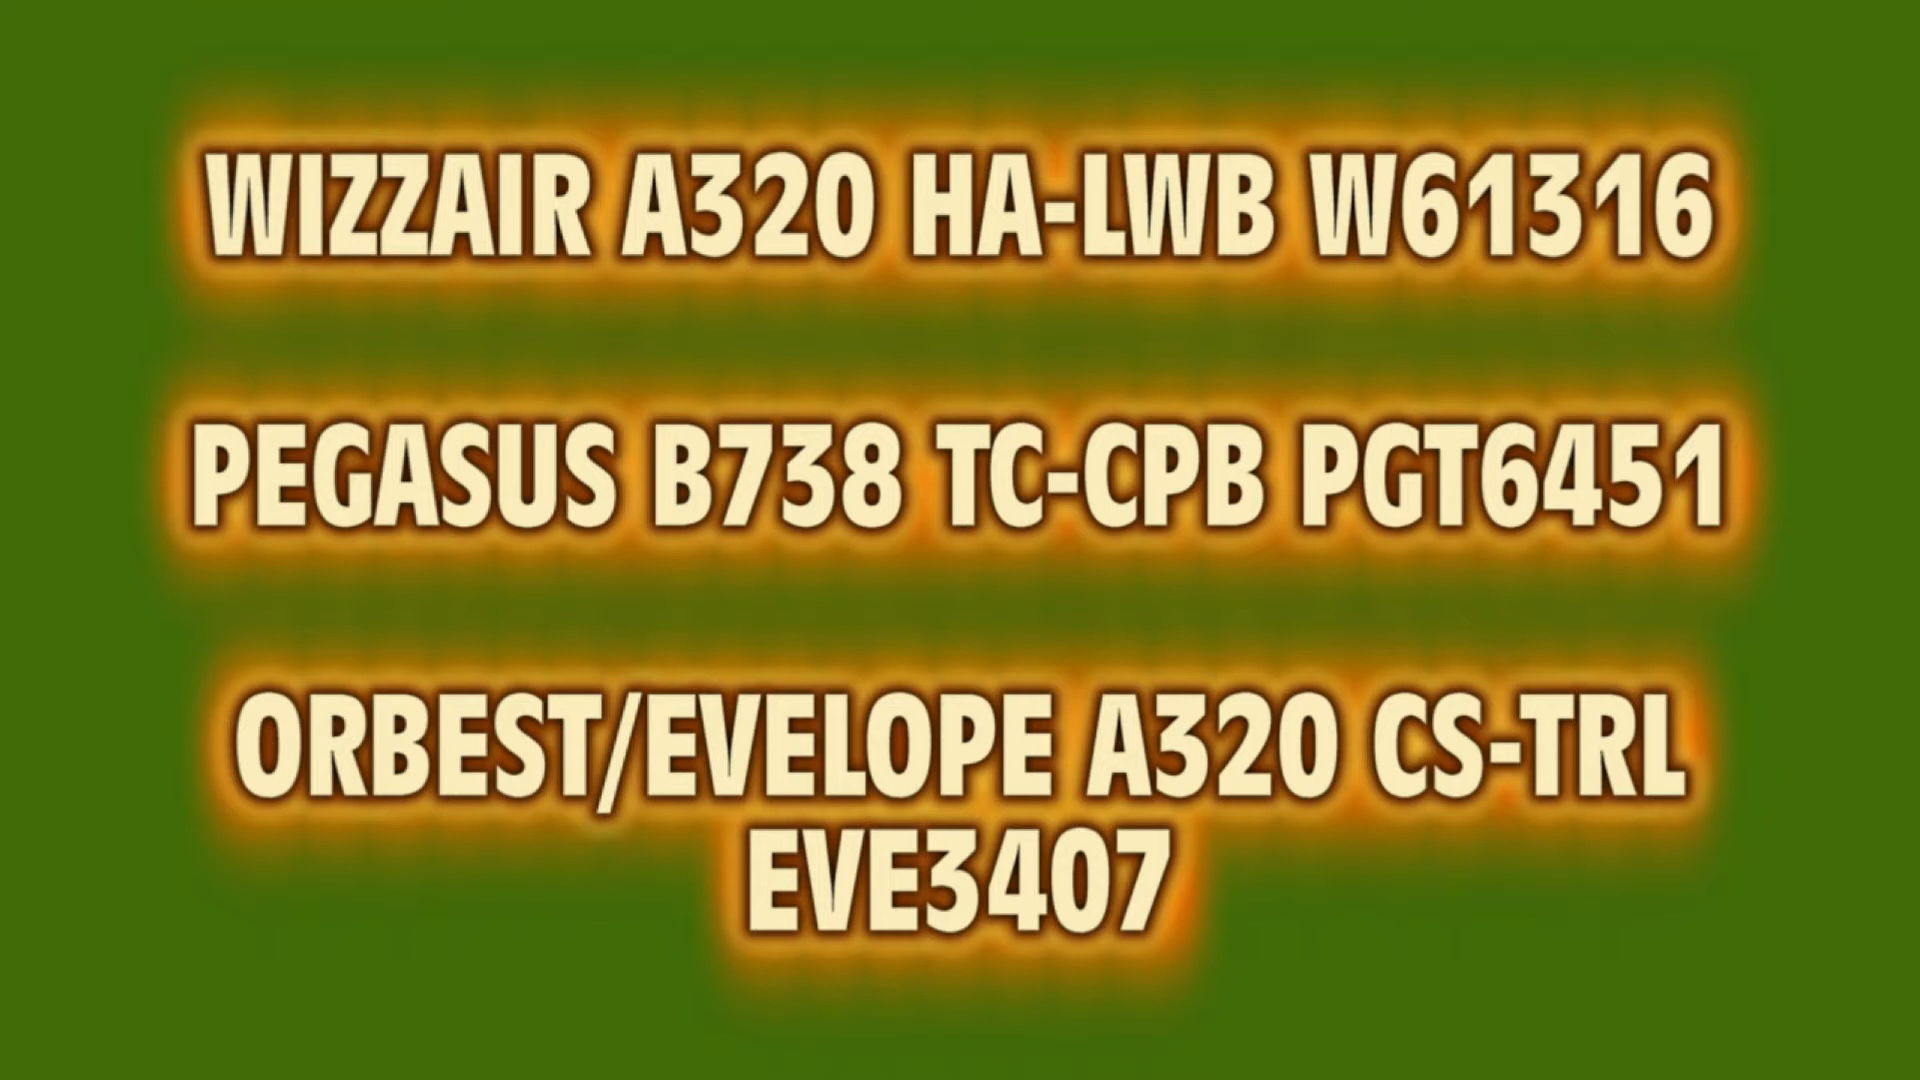 WIZZAIR A320 HA-LWB W61316
PEGASUS B738 TC-CPB PGT6451
ORBEST/EVELOPE A320 CS-TRL
EVE3407